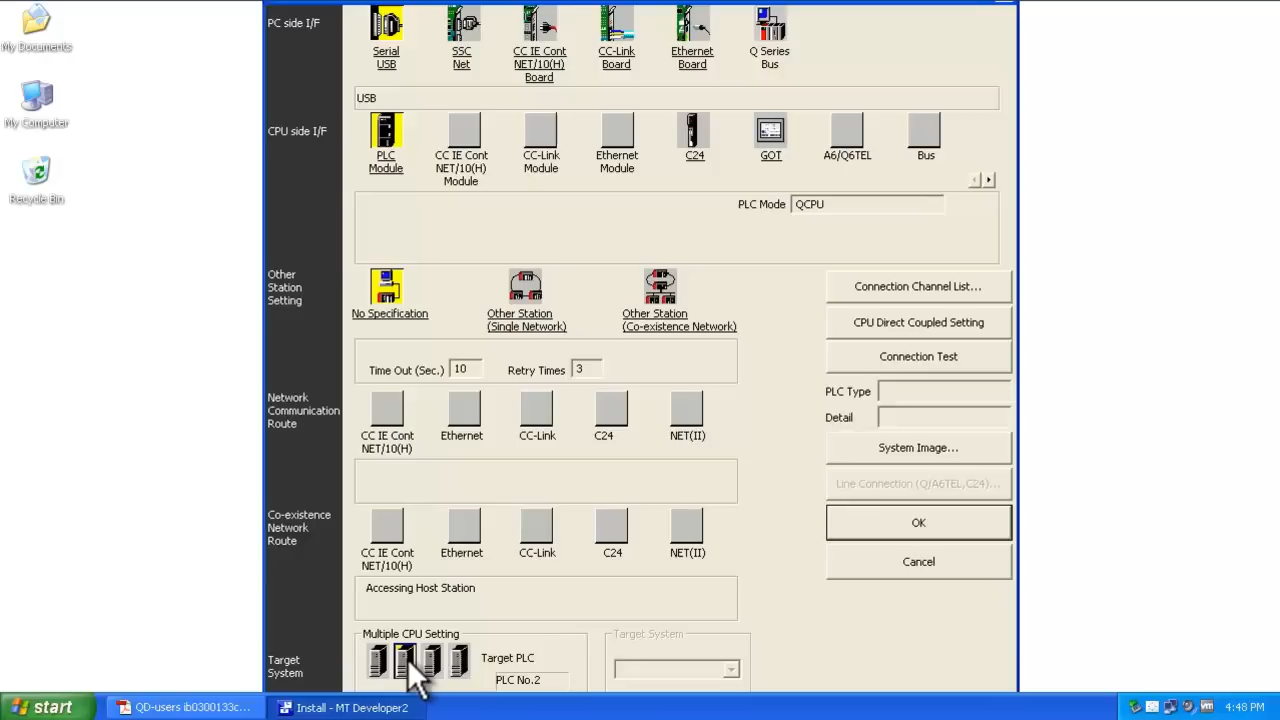 My Documents
My Computer
Recycle Bin
PC side I/F
Serial
USB
SSC
Net
CC IE Cont
NET/10(H)
Board
CC-Link
Board
Ethernet
Board
Q Series
Bus
USB
CPU side I/F
PLC
Module
CC IE Cont
NET/10(H)
Module
CC-Link
Module
Ethernet
Module
C24
GOT
A6/Q6TEL
Bus
PLC Mode
QCPU
Other
Station
Setting
No Specification
Other Station
(Single Network)
Other Station
(Co-existence Network)
Connection Channel List...
CPU Direct Coupled Setting
Time Out (Sec.)
10
Retry Times
3
Connection Test
PLC Type
Detail
Network
Communication
Route
CC IE Cont
NET/10(H)
Ethernet
CC-Link
C24
NET(II)
System Image...
Line Connection (Q/A6TEL,C24)...
Co-existence
Network
Route
CC IE Cont
NET/10(H)
Ethernet
CC-Link
C24
NET(II)
OK
Cancel
Accessing Host Station
Target
System
Multiple CPU Setting
Target PLC
PLC No.2
Target System
start
QD-users ib0300133c...
Install - MT Developer2
4:48 PM